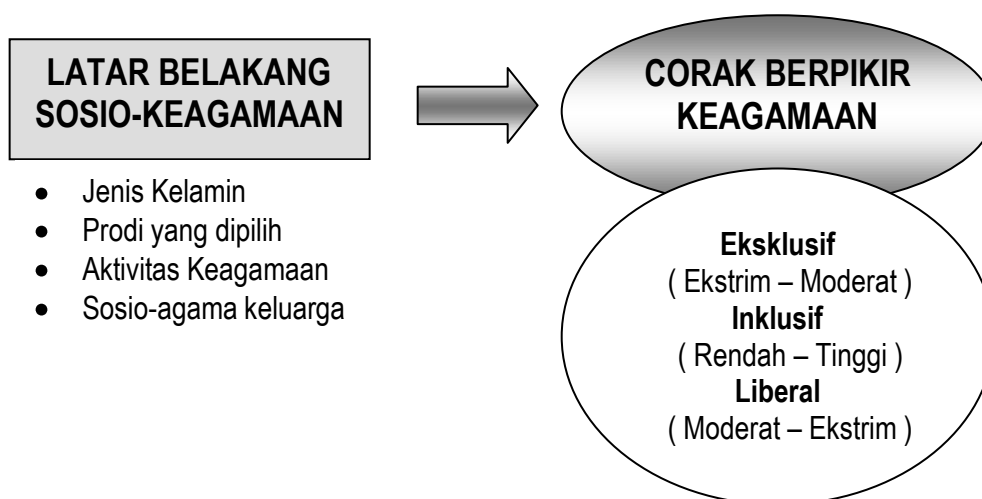 LATAR BELAKANG
SOSIO-KEAGAMAAN
• Jenis Kelamin
• Prodi yang dipilih
• Aktivitas Keagamaan
• Sosio-agama keluarga
CORAK BERPIKIR
KEAGAMAAN
Eksklusif
( Ekstrim – Moderat )
Inklusif
( Rendah – Tinggi )
Liberal
( Moderat – Ekstrim )